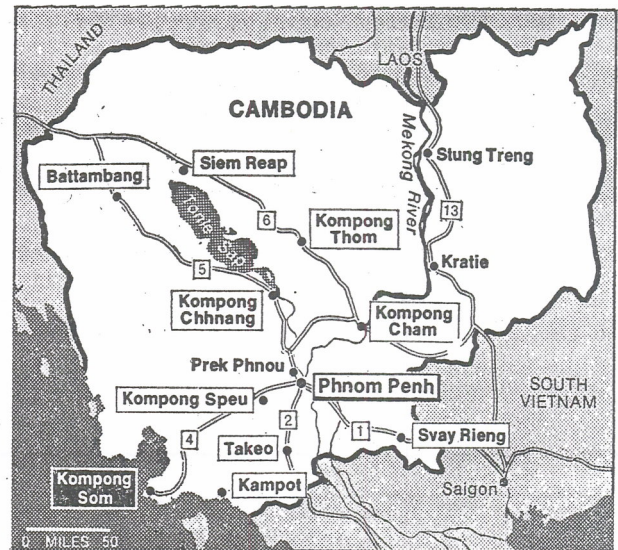 THAILAND
LAOS
CAMBODIA
Mekong River
Stung Treng
Siem Reap
Battambang
Tonle Sap
13
6
Kompong
Thom
5
Kratie
Kompong
Chhnang
Kompong
Cham
Prek Phnou
Phnom Penh
SOUTH
VIETNAM
Kompong Speu
2
1
4
Svay Rieng
Takeo
Kompong
Som
Kampot
Saigon
0 MILES 50